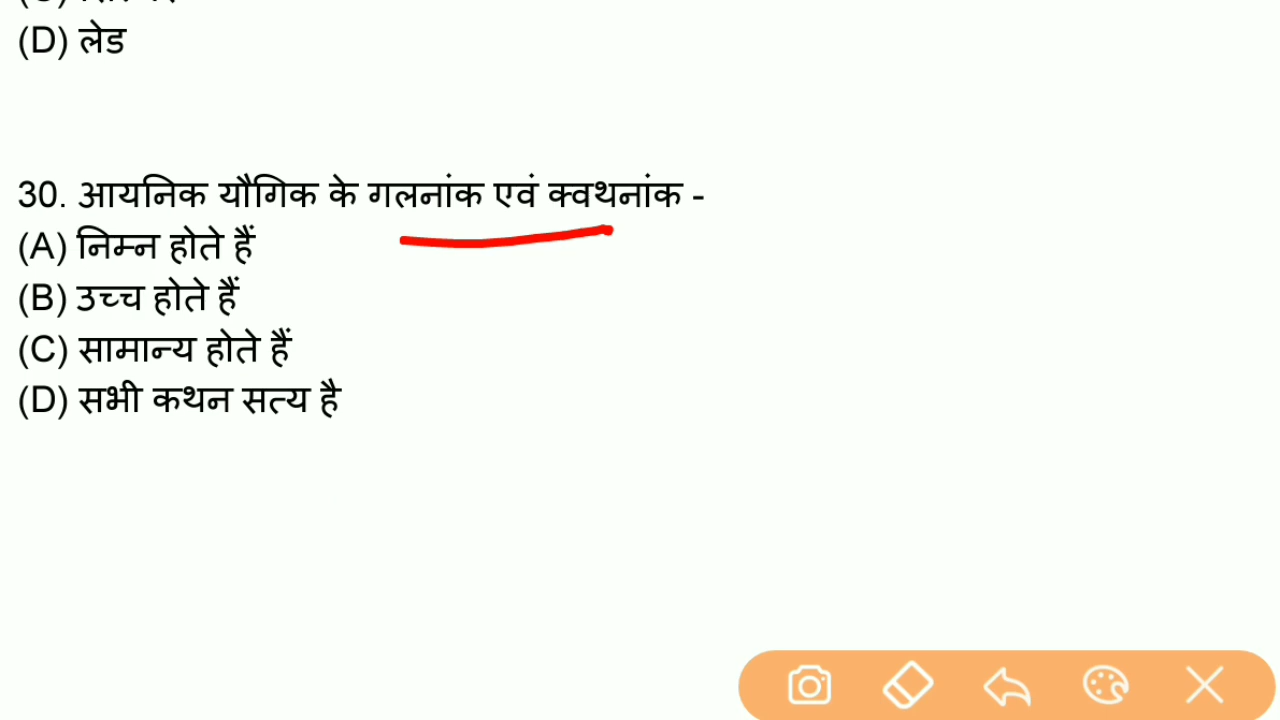 (D) लेड
30. आयनिक यौगिक के गलनांक एवं क्वथनांक -
(A) निम्न होते हैं
(B) उच्च होते हैं
(C) सामान्य होते हैं
(D) सभी कथन सत्य है